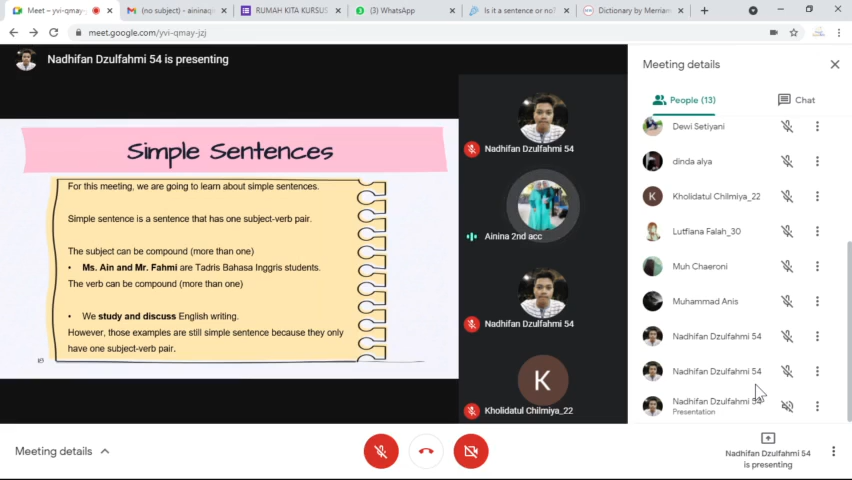 Meet – yvi-qmay-
(no subject) - aininaq
RUMAH KITA KURSUS
(3) WhatsApp
Is it a sentence or no?
Dictionary by Merriam
meet.google.com/yvi-qmay-jzj
Nadhifan Dzulfahmi 54 is presenting
Simple Sentences
For this meeting, we are going to learn about simple sentences.
Simple sentence is a sentence that has one subject-verb pair.
The subject can be compound (more than one)
• Ms. Ain and Mr. Fahmi are Tadris Bahasa Inggris students.
The verb can be compound (more than one)
• We study and discuss English writing.
However, those examples are still simple sentence because they only
have one subject-verb pair.
Nadhifan Dzulfahmi 54
Ainina 2nd acc
Nadhifan Dzulfahmi 54
K
Kholidatul Chilmiya_22
Meeting details
People (13)
Chat
Dewi Setiyani
dinda alya
K
Kholidatul Chilmiya_22
Lutfiana Falah_30
Muh Chaeroni
Muhammad Anis
Nadhifan Dzulfahmi 54
Nadhifan Dzulfahmi 54
Nadhifan Dzulfahmi 54
Presentation
Meeting details
Nadhifan Dzulfahmi 54
is presenting